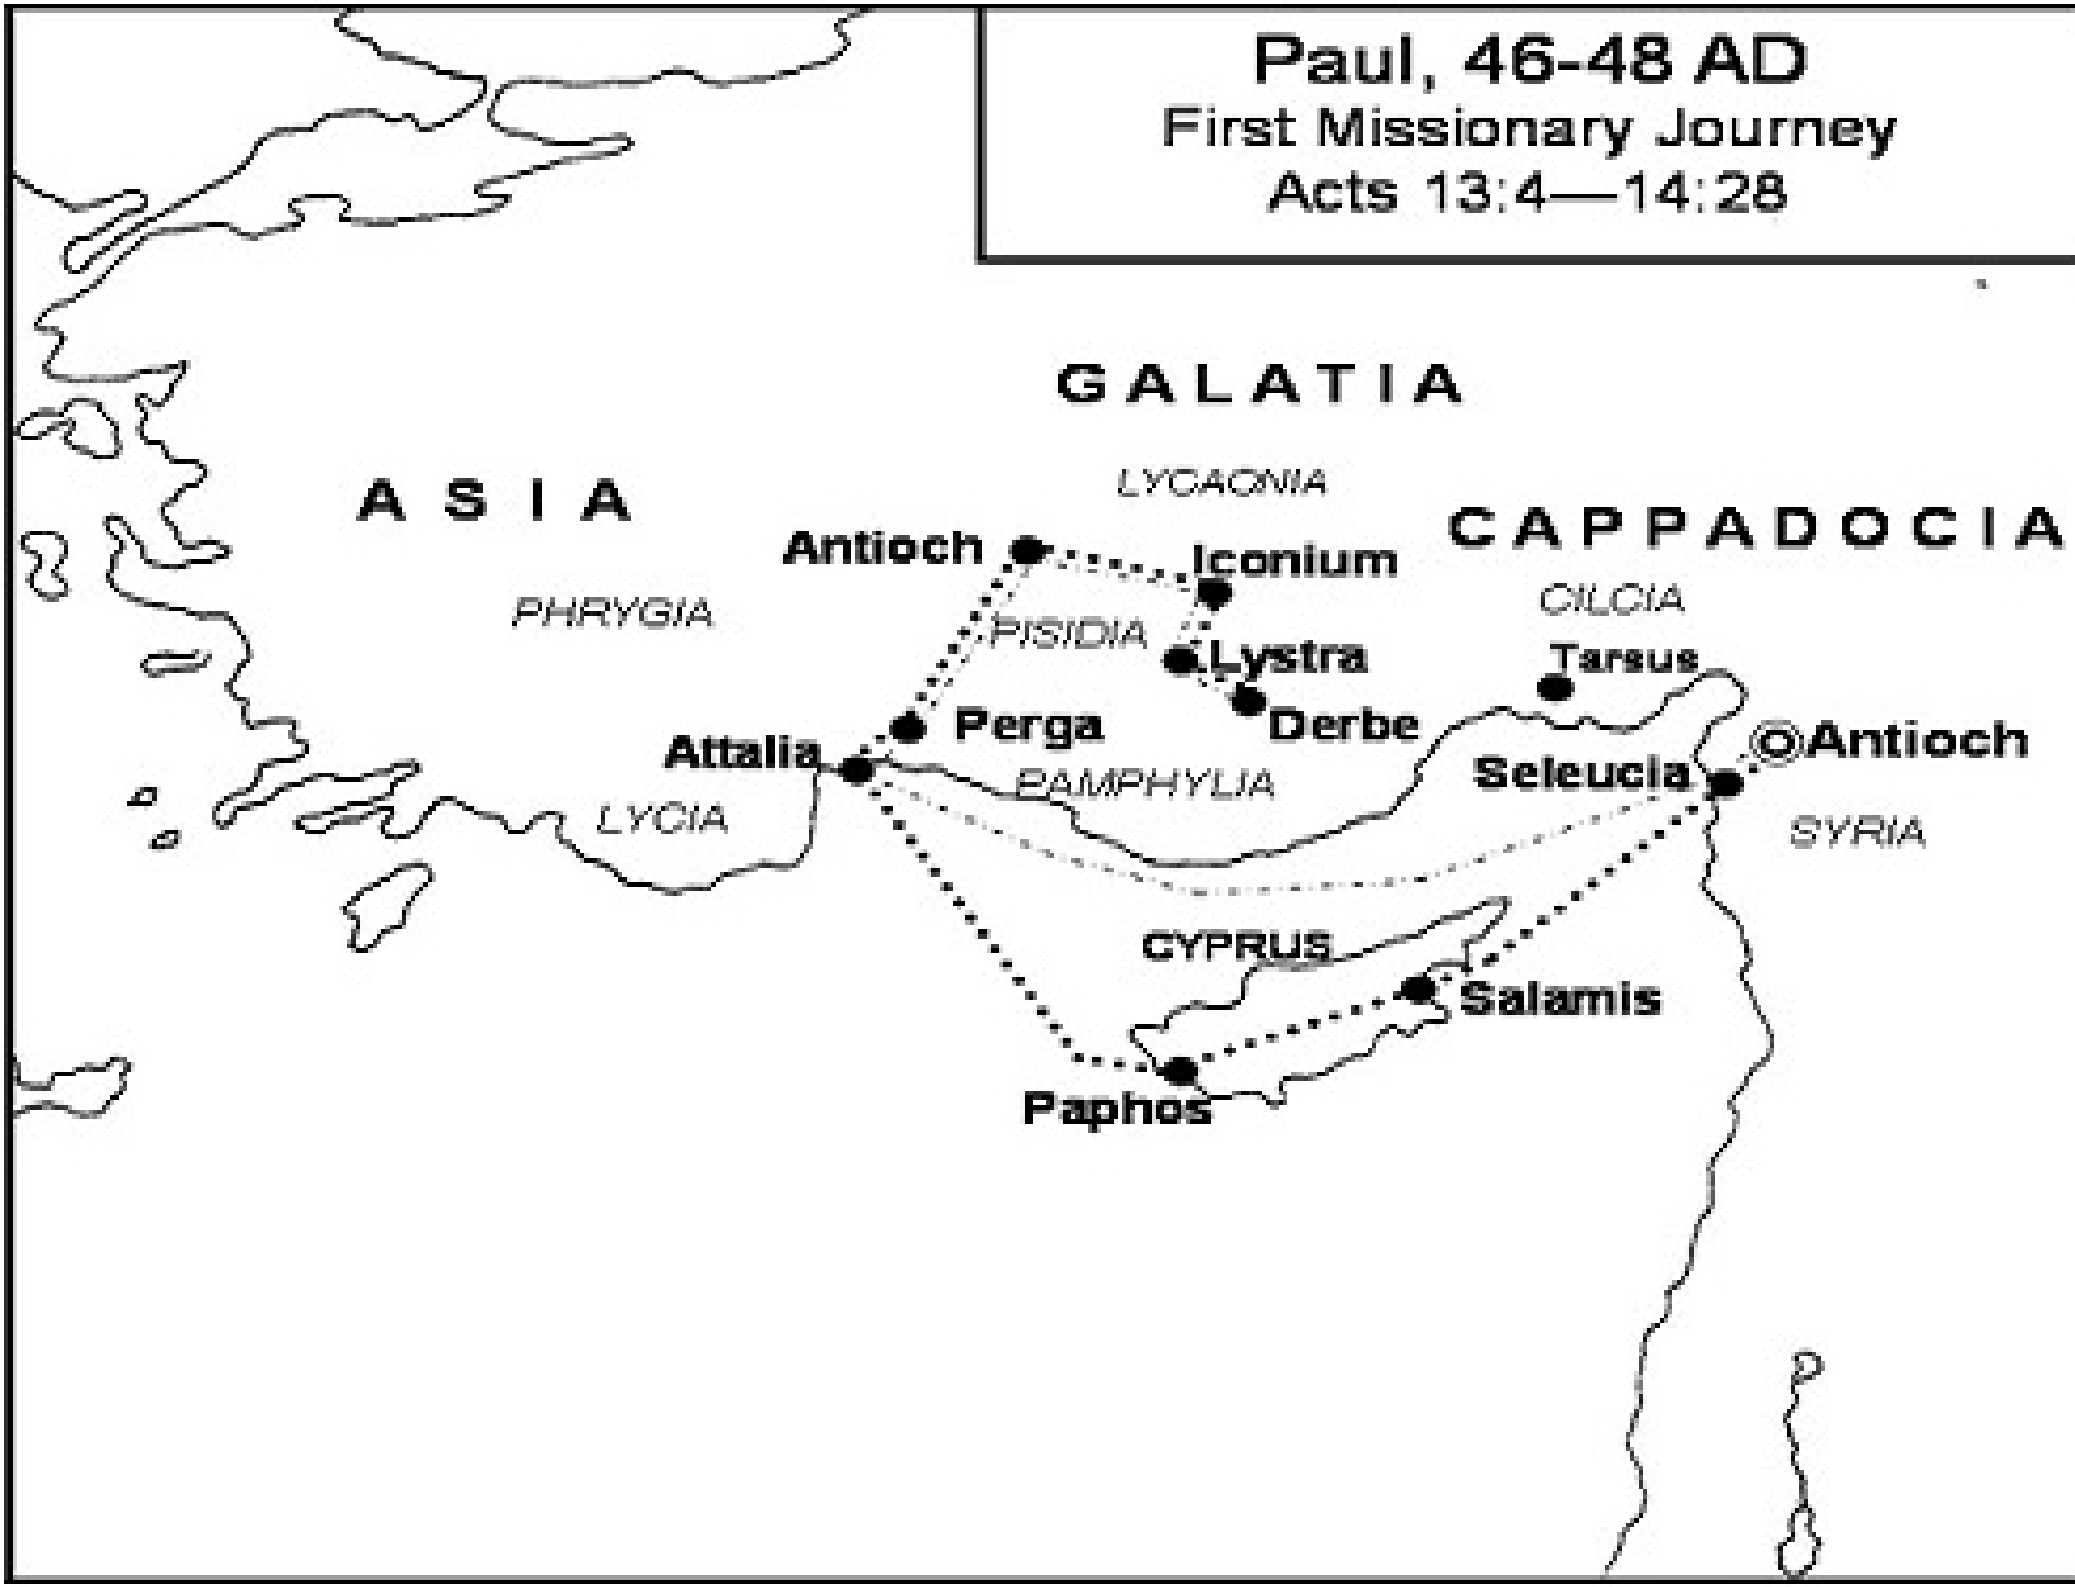 Paul, 46-48 AD
First Missionary Journey
Acts 13:4—14:28
GALATIA
LYCAONIA
ASIA
CAPPADOCIA
Antioch
Iconium
CILCIA
PHRYGIA
PISIDIA
Lystra
Tarsus
Perga
Derbe
Antioch
Attalia
Seleucia
PAMPHYLIA
LYCIA
SYRIA
CYPRUS
Salamis
Paphos